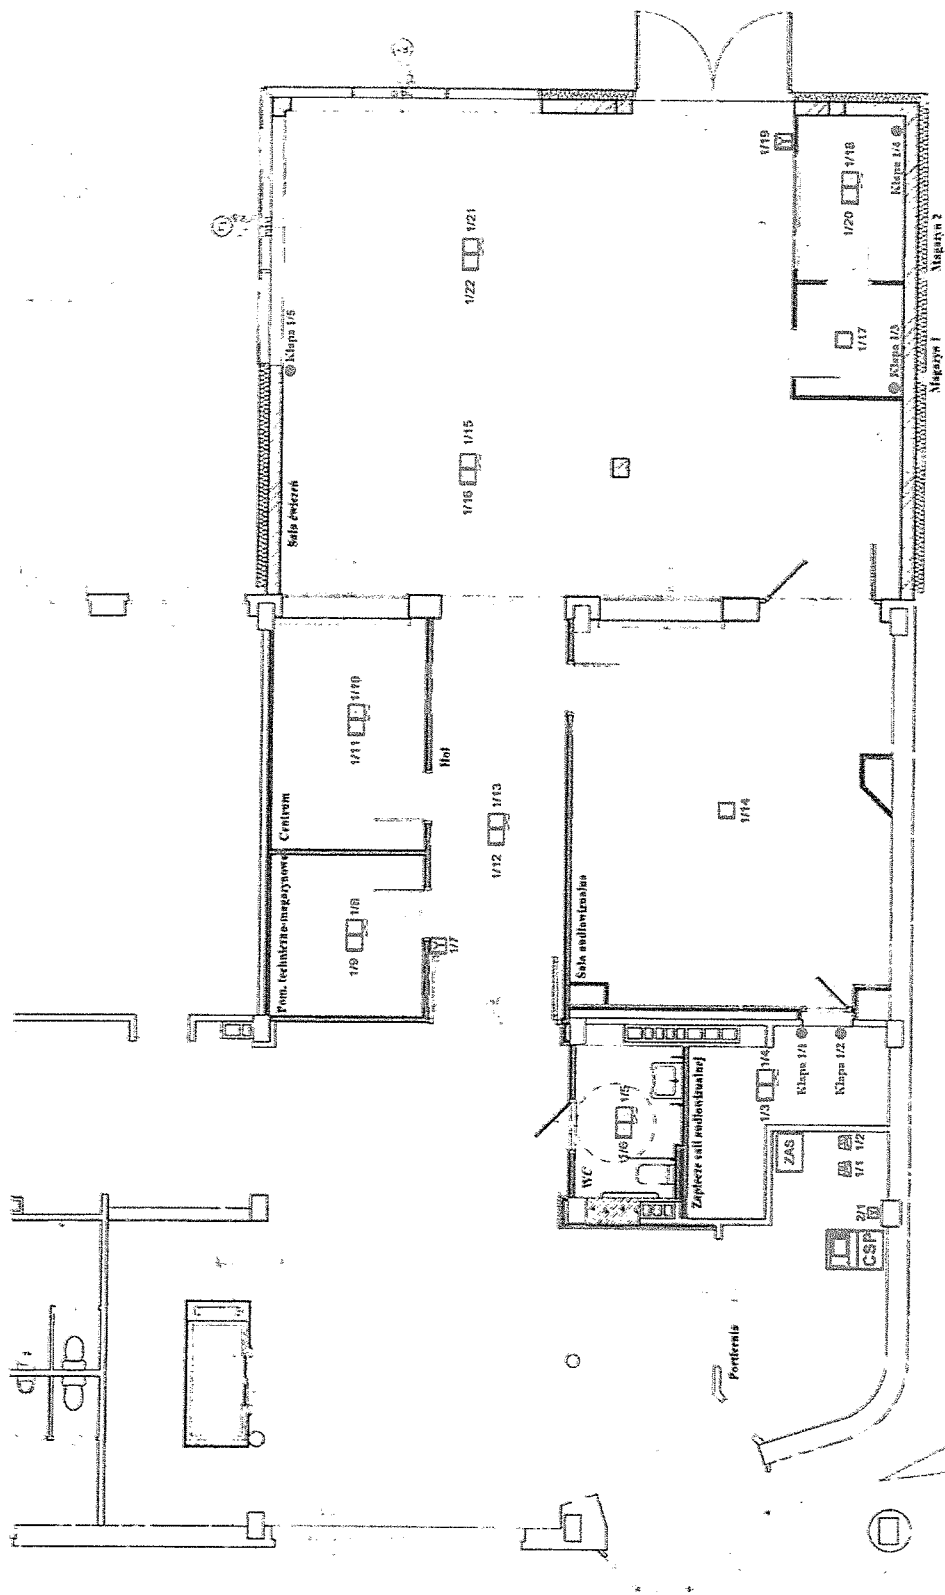 1/19
1/20 1/18
Klapa 1/4
Magazyn 2
1/22 1/21
Klapa 1/5
1/17
Klapa 1/3
Magazyn 1
1/16 1/15
Sala ćwiczeń
1/11 1/10
Centrum
Hol
1/12 1/13
1/14
Pom. techniczno-magazynowe
1/9 1/8
1/7
Sala audiowizualna
WC
1/6 1/5
Zaplecze sali audiowizualnej
1/3 1/4
Klapa 1/1
Klapa 1/2
ZAS
1/1 1/2
2/1
CSP
Portiernia